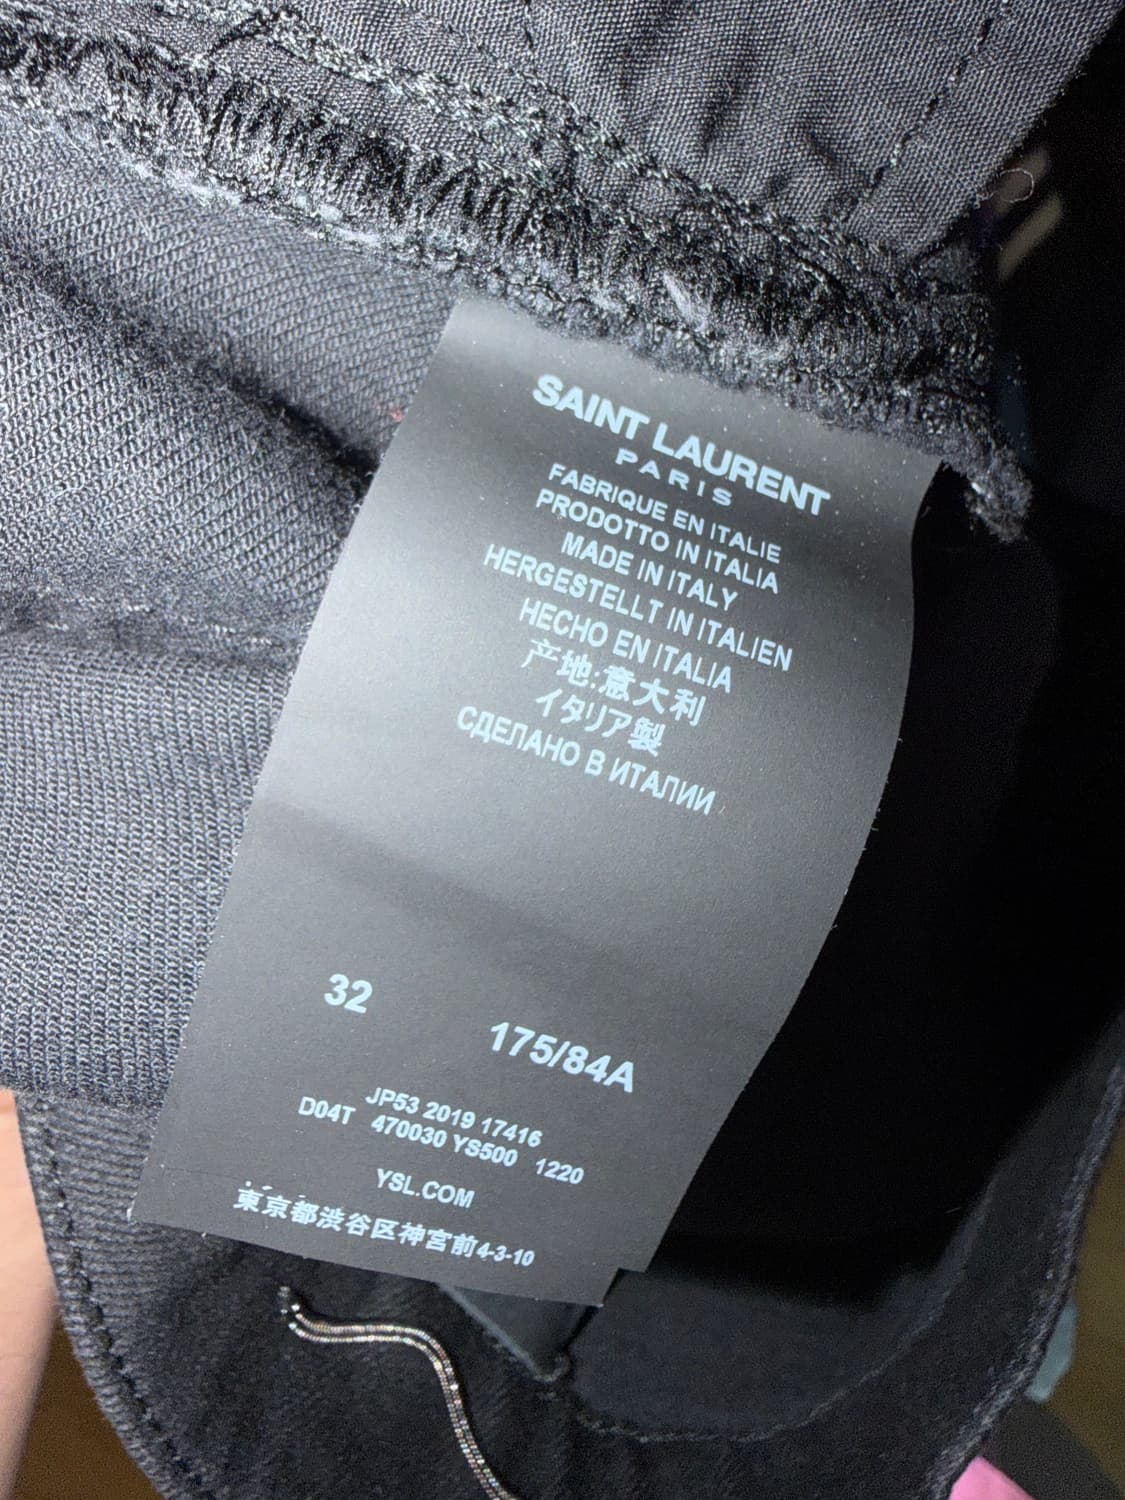 SAINT LAURENT
PARIS
FABRIQUE EN ITALIE
PRODOTTO IN ITALIA
MADE IN ITALY
HERGESTELLT IN ITALIEN
HECHO EN ITALIA
产地:意大利
イタリア製
СДЕЛАНО В ИТАЛИИ
32 175/84A
JP53 2019 17416
D04T 470030 YS500 1220
YSL.COM
東京都渋谷区神宮前4-3-10